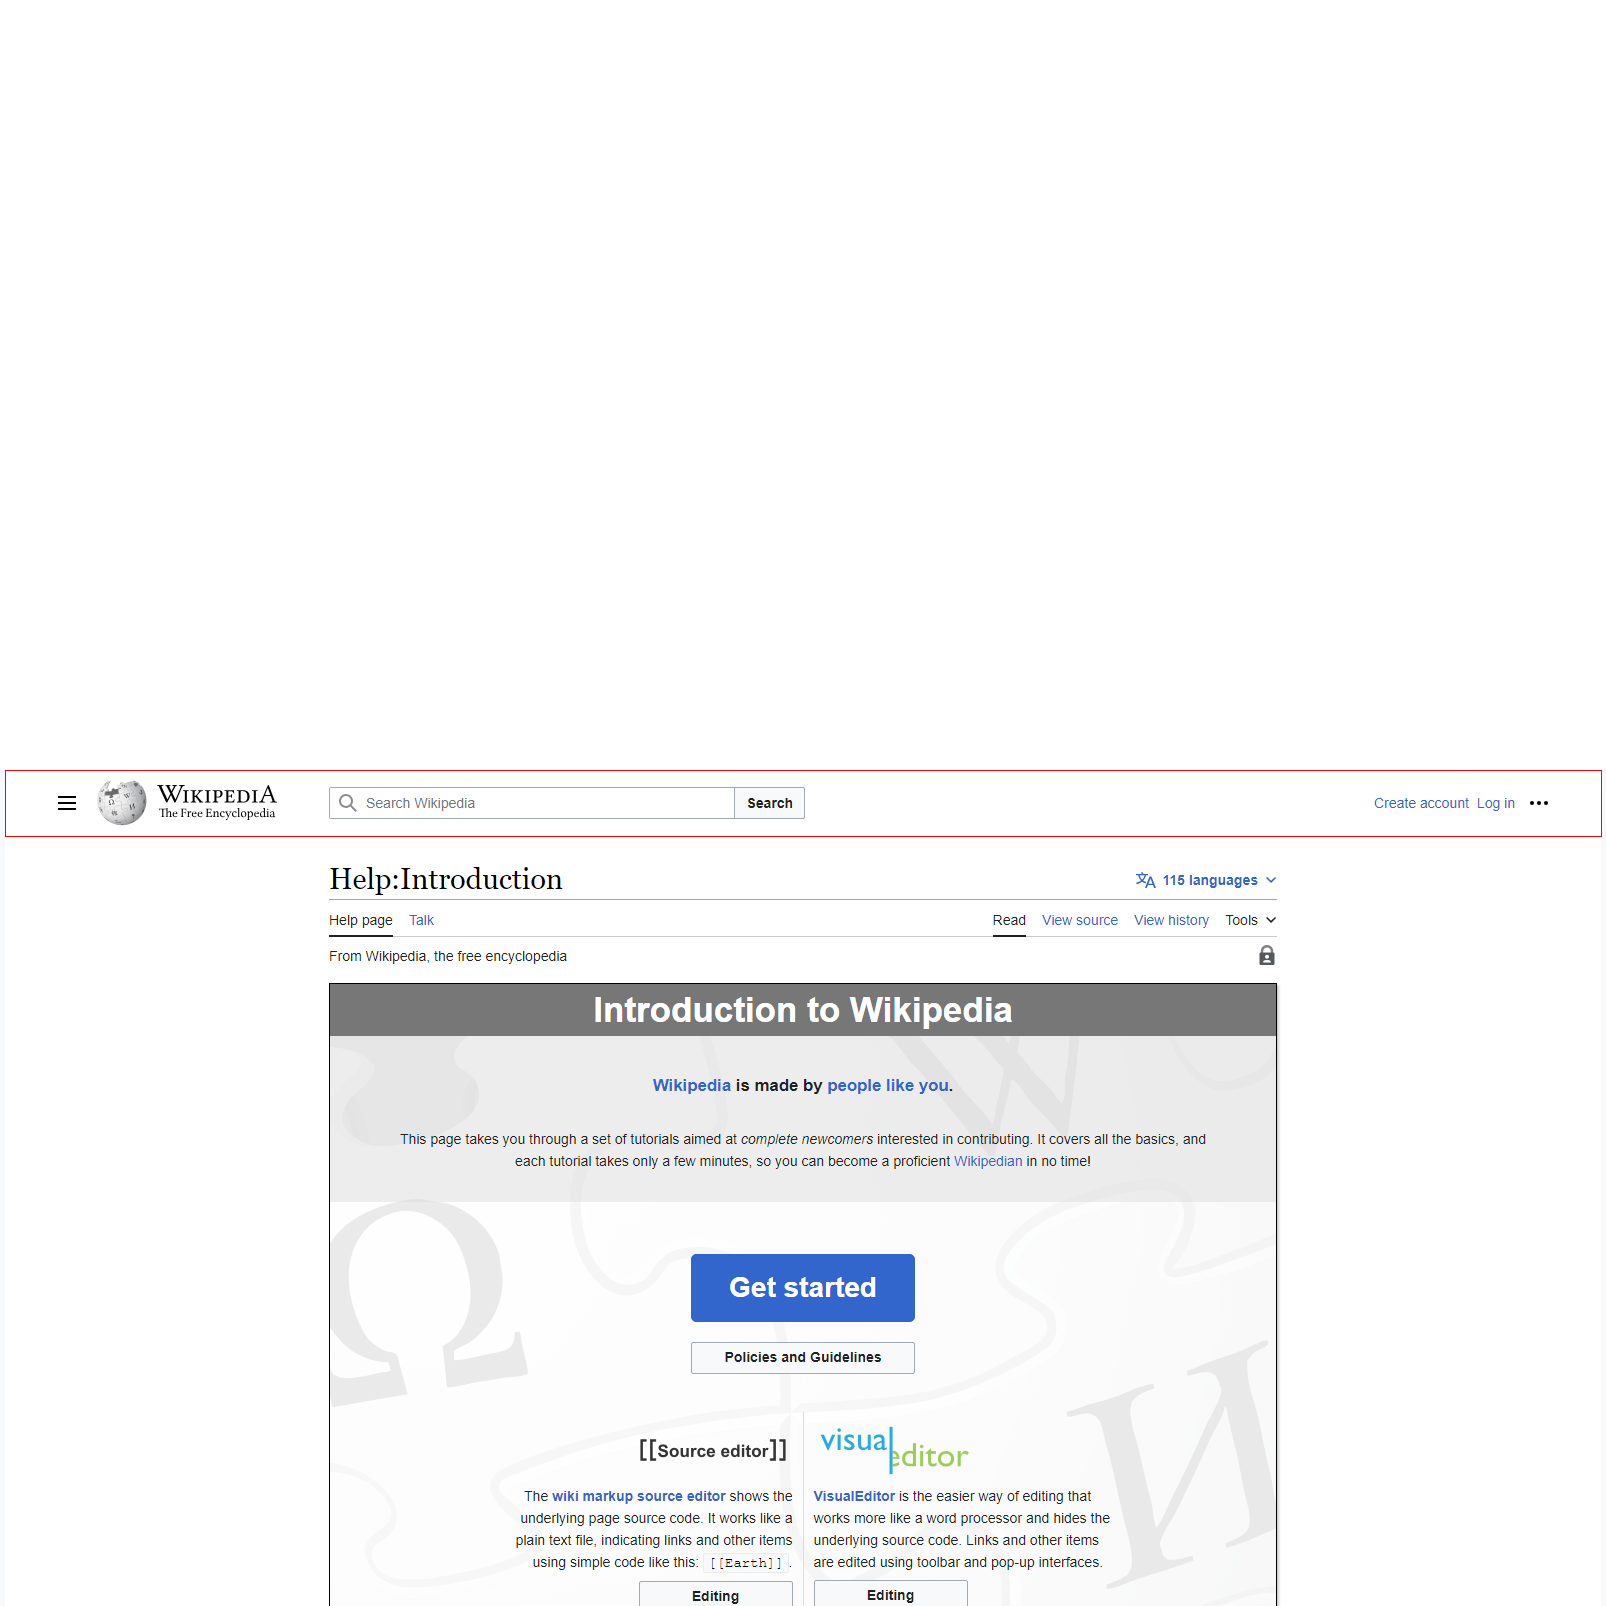 WIKIPEDIA
The Free Encyclopedia
Search Wikipedia
Search
Create account Log in
Help:Introduction
115 languages
Help page Talk
Read View source View history Tools
From Wikipedia, the free encyclopedia
Introduction to Wikipedia
Wikipedia is made by people like you.
This page takes you through a set of tutorials aimed at complete newcomers interested in contributing. It covers all the basics, and
each tutorial takes only a few minutes, so you can become a proficient Wikipedian in no time!
Get started
Policies and Guidelines
[[Source editor]]
The wiki markup source editor shows the
underlying page source code. It works like a
plain text file, indicating links and other items
using simple code like this: [[Earth]].
Editing
visualeditor
VisualEditor is the easier way of editing that
works more like a word processor and hides the
underlying source code. Links and other items
are edited using toolbar and pop-up interfaces.
Editing